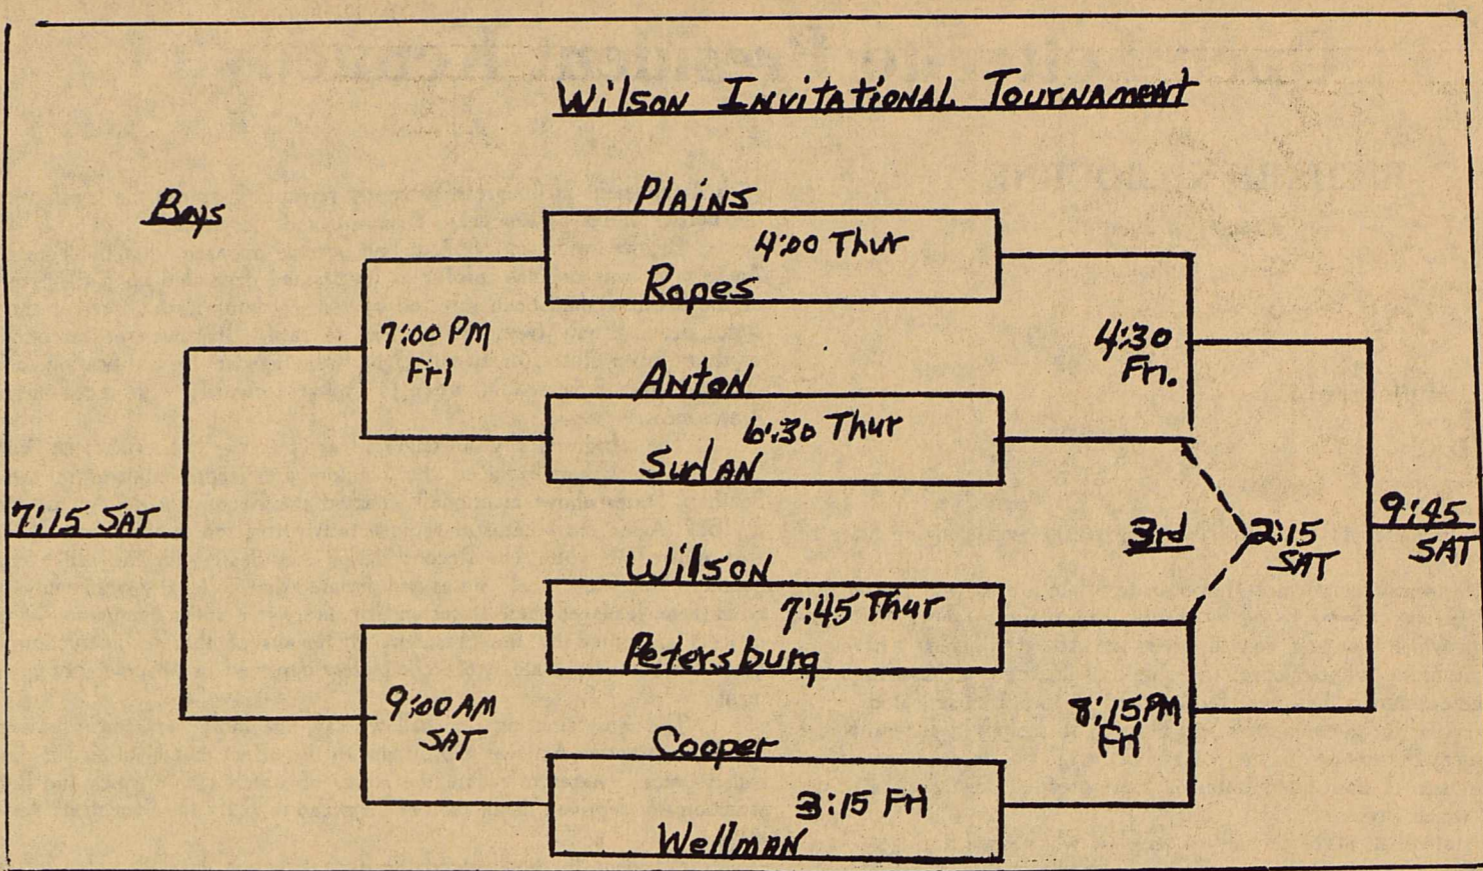 Wilson Invitational Tournament
Boys
Plains
4:00 Thur
Ropes
7:00 PM
Fri
4:30
Fri.
Anton
6:30 Thur
Sudan
7:15 SAT
3rd
2:15
SAT
9:45
SAT
Wilson
7:45 Thur
Petersburg
9:00 AM
SAT
8:15 PM
Fri
Cooper
3:15 Fri
Wellman